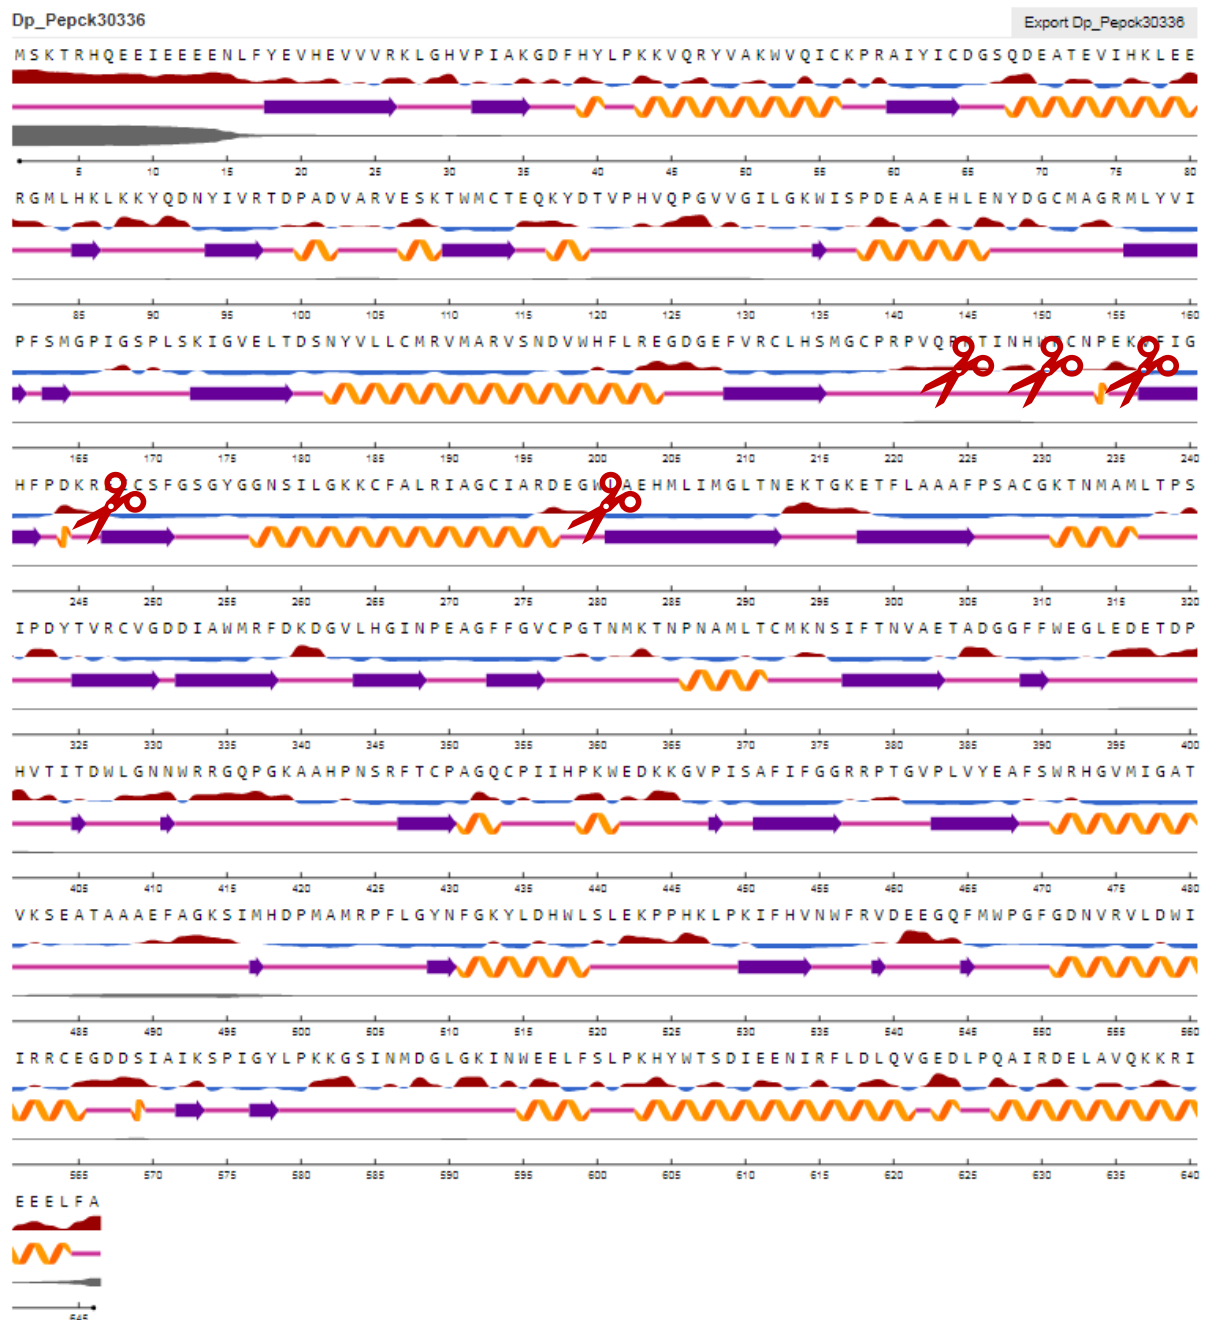 Dp_Pepck30336
Export Dp_Pepck30336
M S K T R H Q E E I E E E E N L F Y E V H E V V V R K L G H V P I A K G D F H Y L P K K V Q R Y V A K W V Q I C K P R A I Y I C D G S Q D E A T E V I H K L E E
5 10 15 20 25 30 35 40 45 50 55 60 65 70 75 80
R G M L H K L K K Y Q D N Y I V R T D P A D V A R V E S K T W M C T E Q K Y D T V P H V Q P G V V G I L G K W I S P D E A A E H L E N Y D G C M A G R M L Y V I
85 90 95 100 105 110 115 120 125 130 135 140 145 150 155 160
P F S M G P I G S P L S K I G V E L T D S N Y V L L C M R V M A R V S N D V W H F L R E G D G E F V R C L H S M G C P R P V Q R T I N H C N P E K F I G
165 170 175 180 185 190 195 200 205 210 215 220 225 230 235 240
H F P D K R C S F G S G Y G G N S I L G K K C F A L R I A G C I A R D E G W A E H M L I M G L T N E K T G K E T F L A A A F P S A C G K T N M A M L T P S
245 250 255 260 265 270 275 280 285 290 295 300 305 310 315 320
I P D Y T V R C V G D D I A W M R F D K D G V L H G I N P E A G F F G V C P G T N M K T N P N A M L T C M K N S I F T N V A E T A D G G F F W E G L E D E T D P
325 330 335 340 345 350 355 360 365 370 375 380 385 390 395 400
H V T I T D W L G N N W R R G Q P G K A A H P N S R F T C P A G Q C P I I H P K W E D K K G V P I S A F I F G G R R P T G V P L V Y E A F S W R H G V M I G A T
405 410 415 420 425 430 435 440 445 450 455 460 465 470 475 480
V K S E A T A A A E F A G K S I M H D P M A M R P F L G Y N F G K Y L D H W L S L E K P P H K L P K I F H V N W F R V D E E G Q F M W P G F G D N V R V L D W I
485 490 495 500 505 510 515 520 525 530 535 540 545 550 555 560
I R R C E G D D S I A I K S P I G Y L P K K G S I N M D G L G K I N W E E L F S L P K H Y W T S D I E E N I R F L D L Q V G E D L P Q A I R D E L A V Q K K R I
565 570 575 580 585 590 595 600 605 610 615 620 625 630 635 640
E E E L F A
645